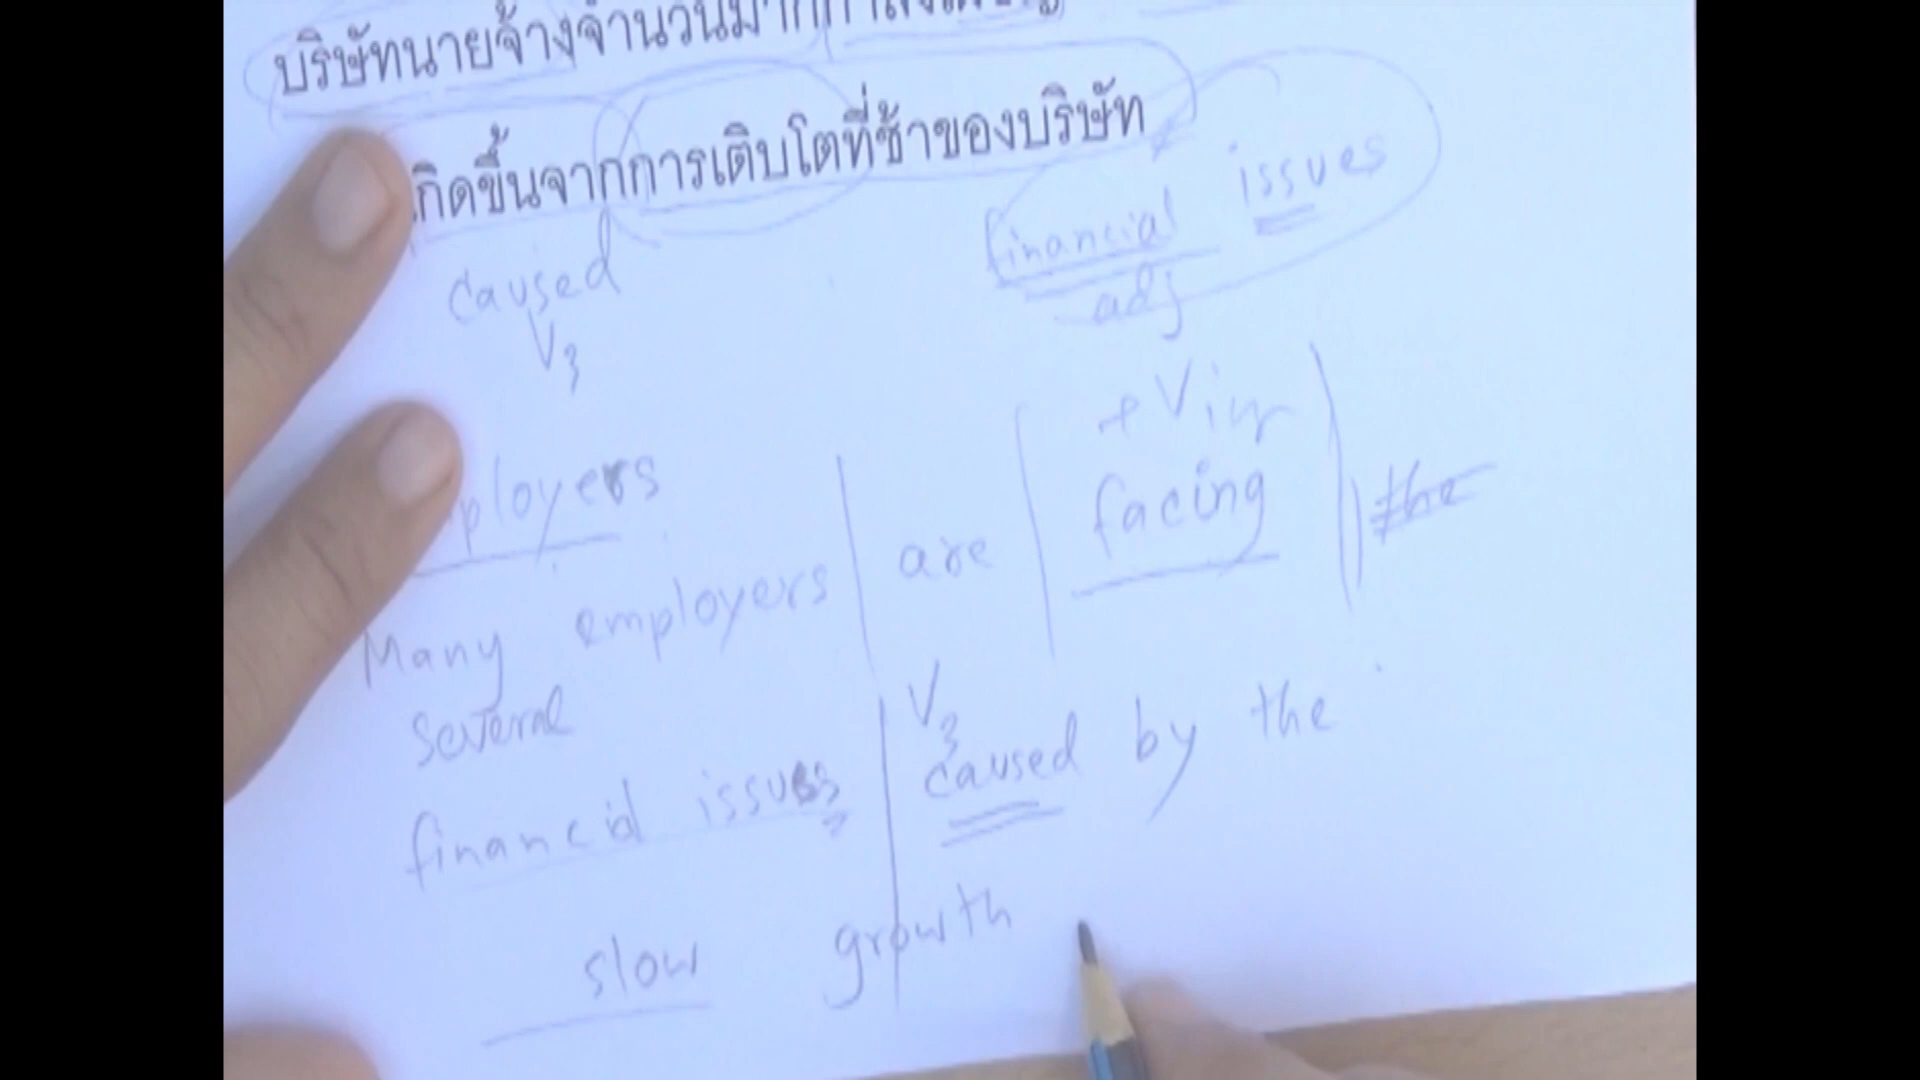 บริษัทนายจ้างจำนวนมาก
เกิดขึ้นจากการเติบโตที่ช้าของบริษัท
caused
V3
financial issues
adj
ployers
+ Ving
are facing the
Many employers
several
V3
financial issues caused by the
slow growth